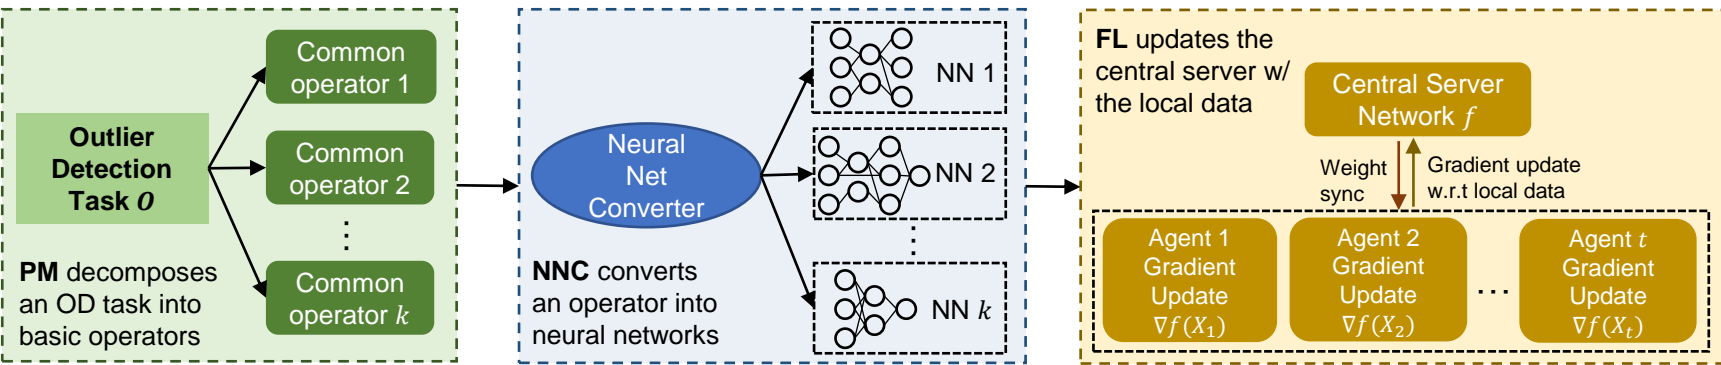 Outlier
Detection
Task O
Common
operator 1
Common
operator 2
⋮
Common
operator k
PM decomposes
an OD task into
basic operators
Neural
Net
Converter
NNC converts
an operator into
neural networks
NN 1
NN 2
⋮
NN k
FL updates the
central server w/
the local data
Central Server
Network f
Weight
sync
Gradient update
w.r.t local data
Agent 1
Gradient
Update
∇f(X₁)
Agent 2
Gradient
Update
∇f(X₂)
⋯
Agent t
Gradient
Update
∇f(Xₜ)